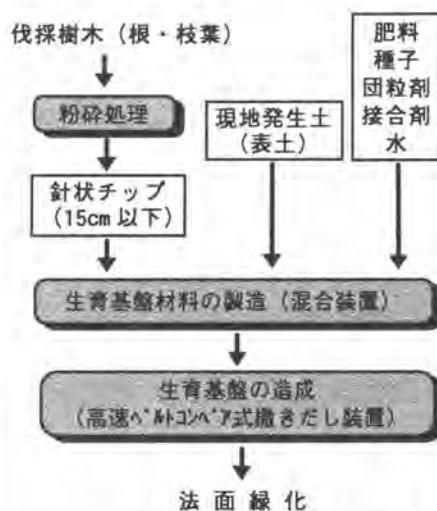 伐採樹木（根・枝葉）
粉砕処理
針状チップ
（15cm 以下）
現地発生土
（表土）
肥料
種子
団粒剤
接合剤
水
生育基盤材料の製造（混合装置）
生育基盤の造成
（高速ﾍﾞﾙﾄｺﾝﾍﾞｱ式撒きだし装置）
法面緑化